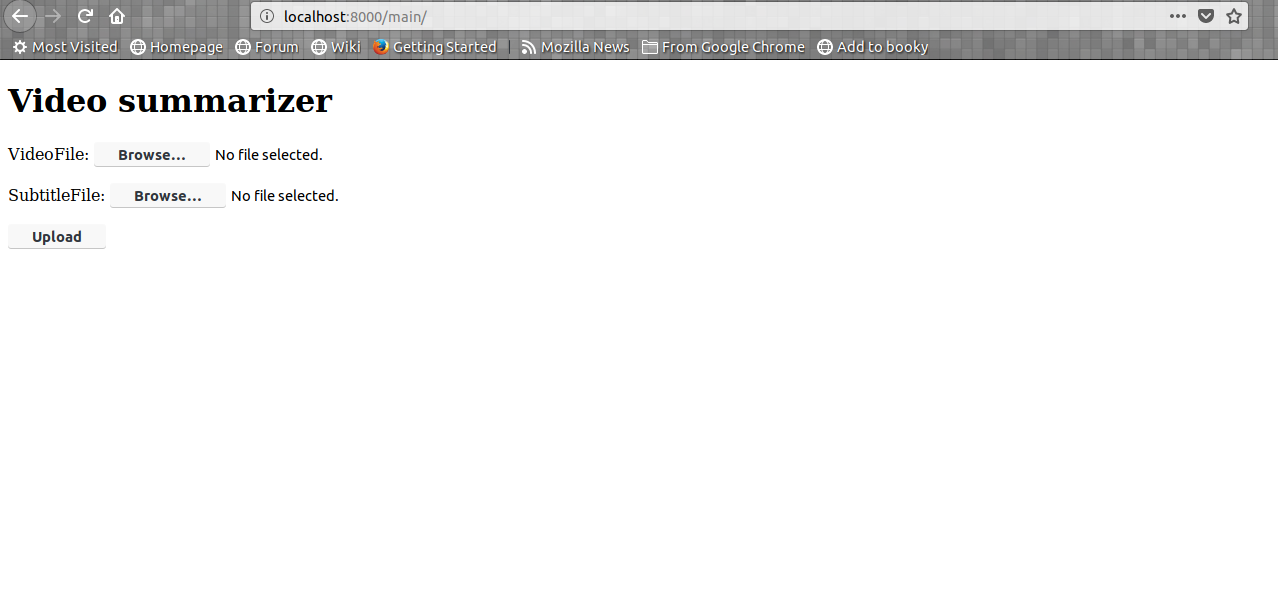 localhost:8000/main/
Most Visited Homepage Forum Wiki Getting Started Mozilla News From Google Chrome Add to booky
Video summarizer
VideoFile: Browse... No file selected.
SubtitleFile: Browse... No file selected.
Upload